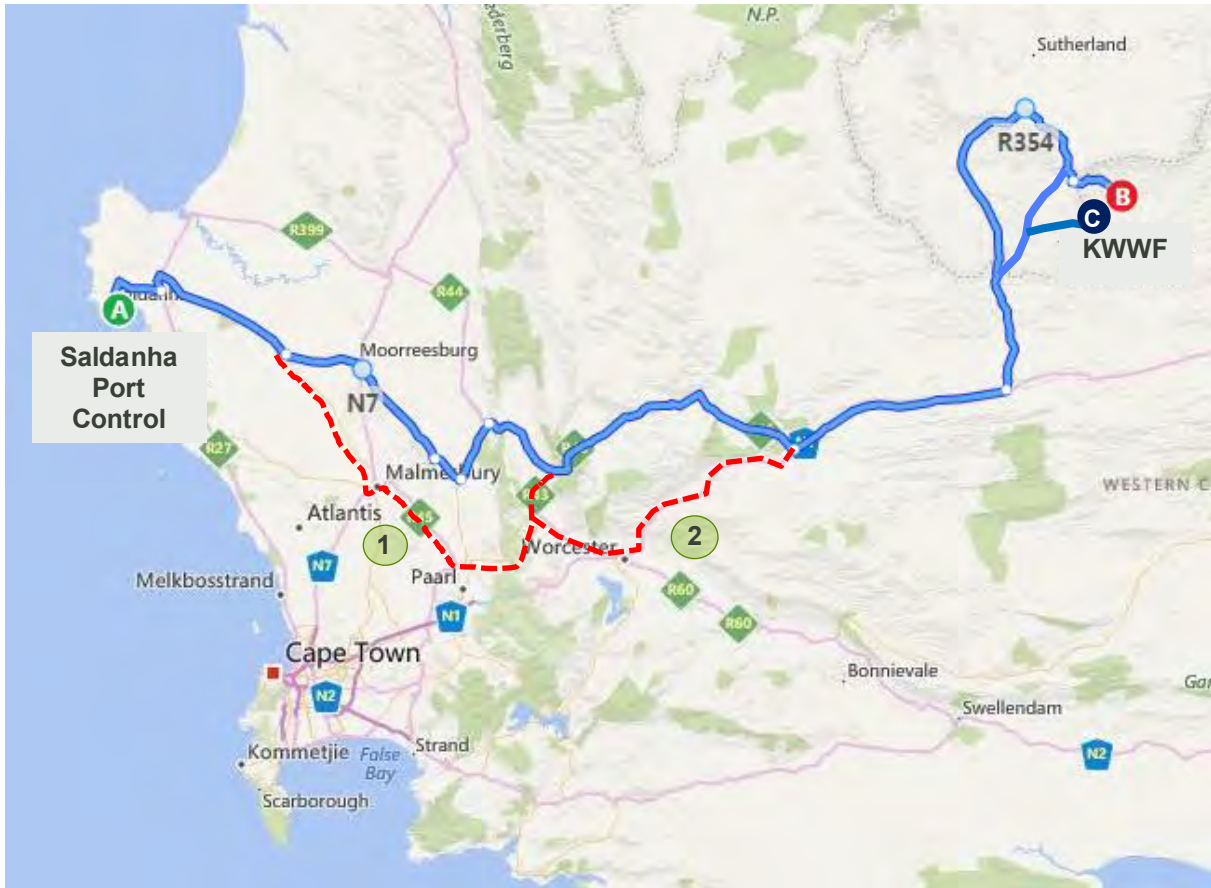 N.P.
Sutherland
R354
B
C
KWWF
R399
R44
A
Saldanha
Port
Control
Moorreesburg
N7
R27
Malmesbury
Atlantis
1
2
Worcester
WESTERN C
Melkbosstrand
N7
Paarl
N1
R60
R60
Cape Town
N2
Bonnievale
Swellendam
N2
Strand
Kommetjie
False
Bay
Scarborough